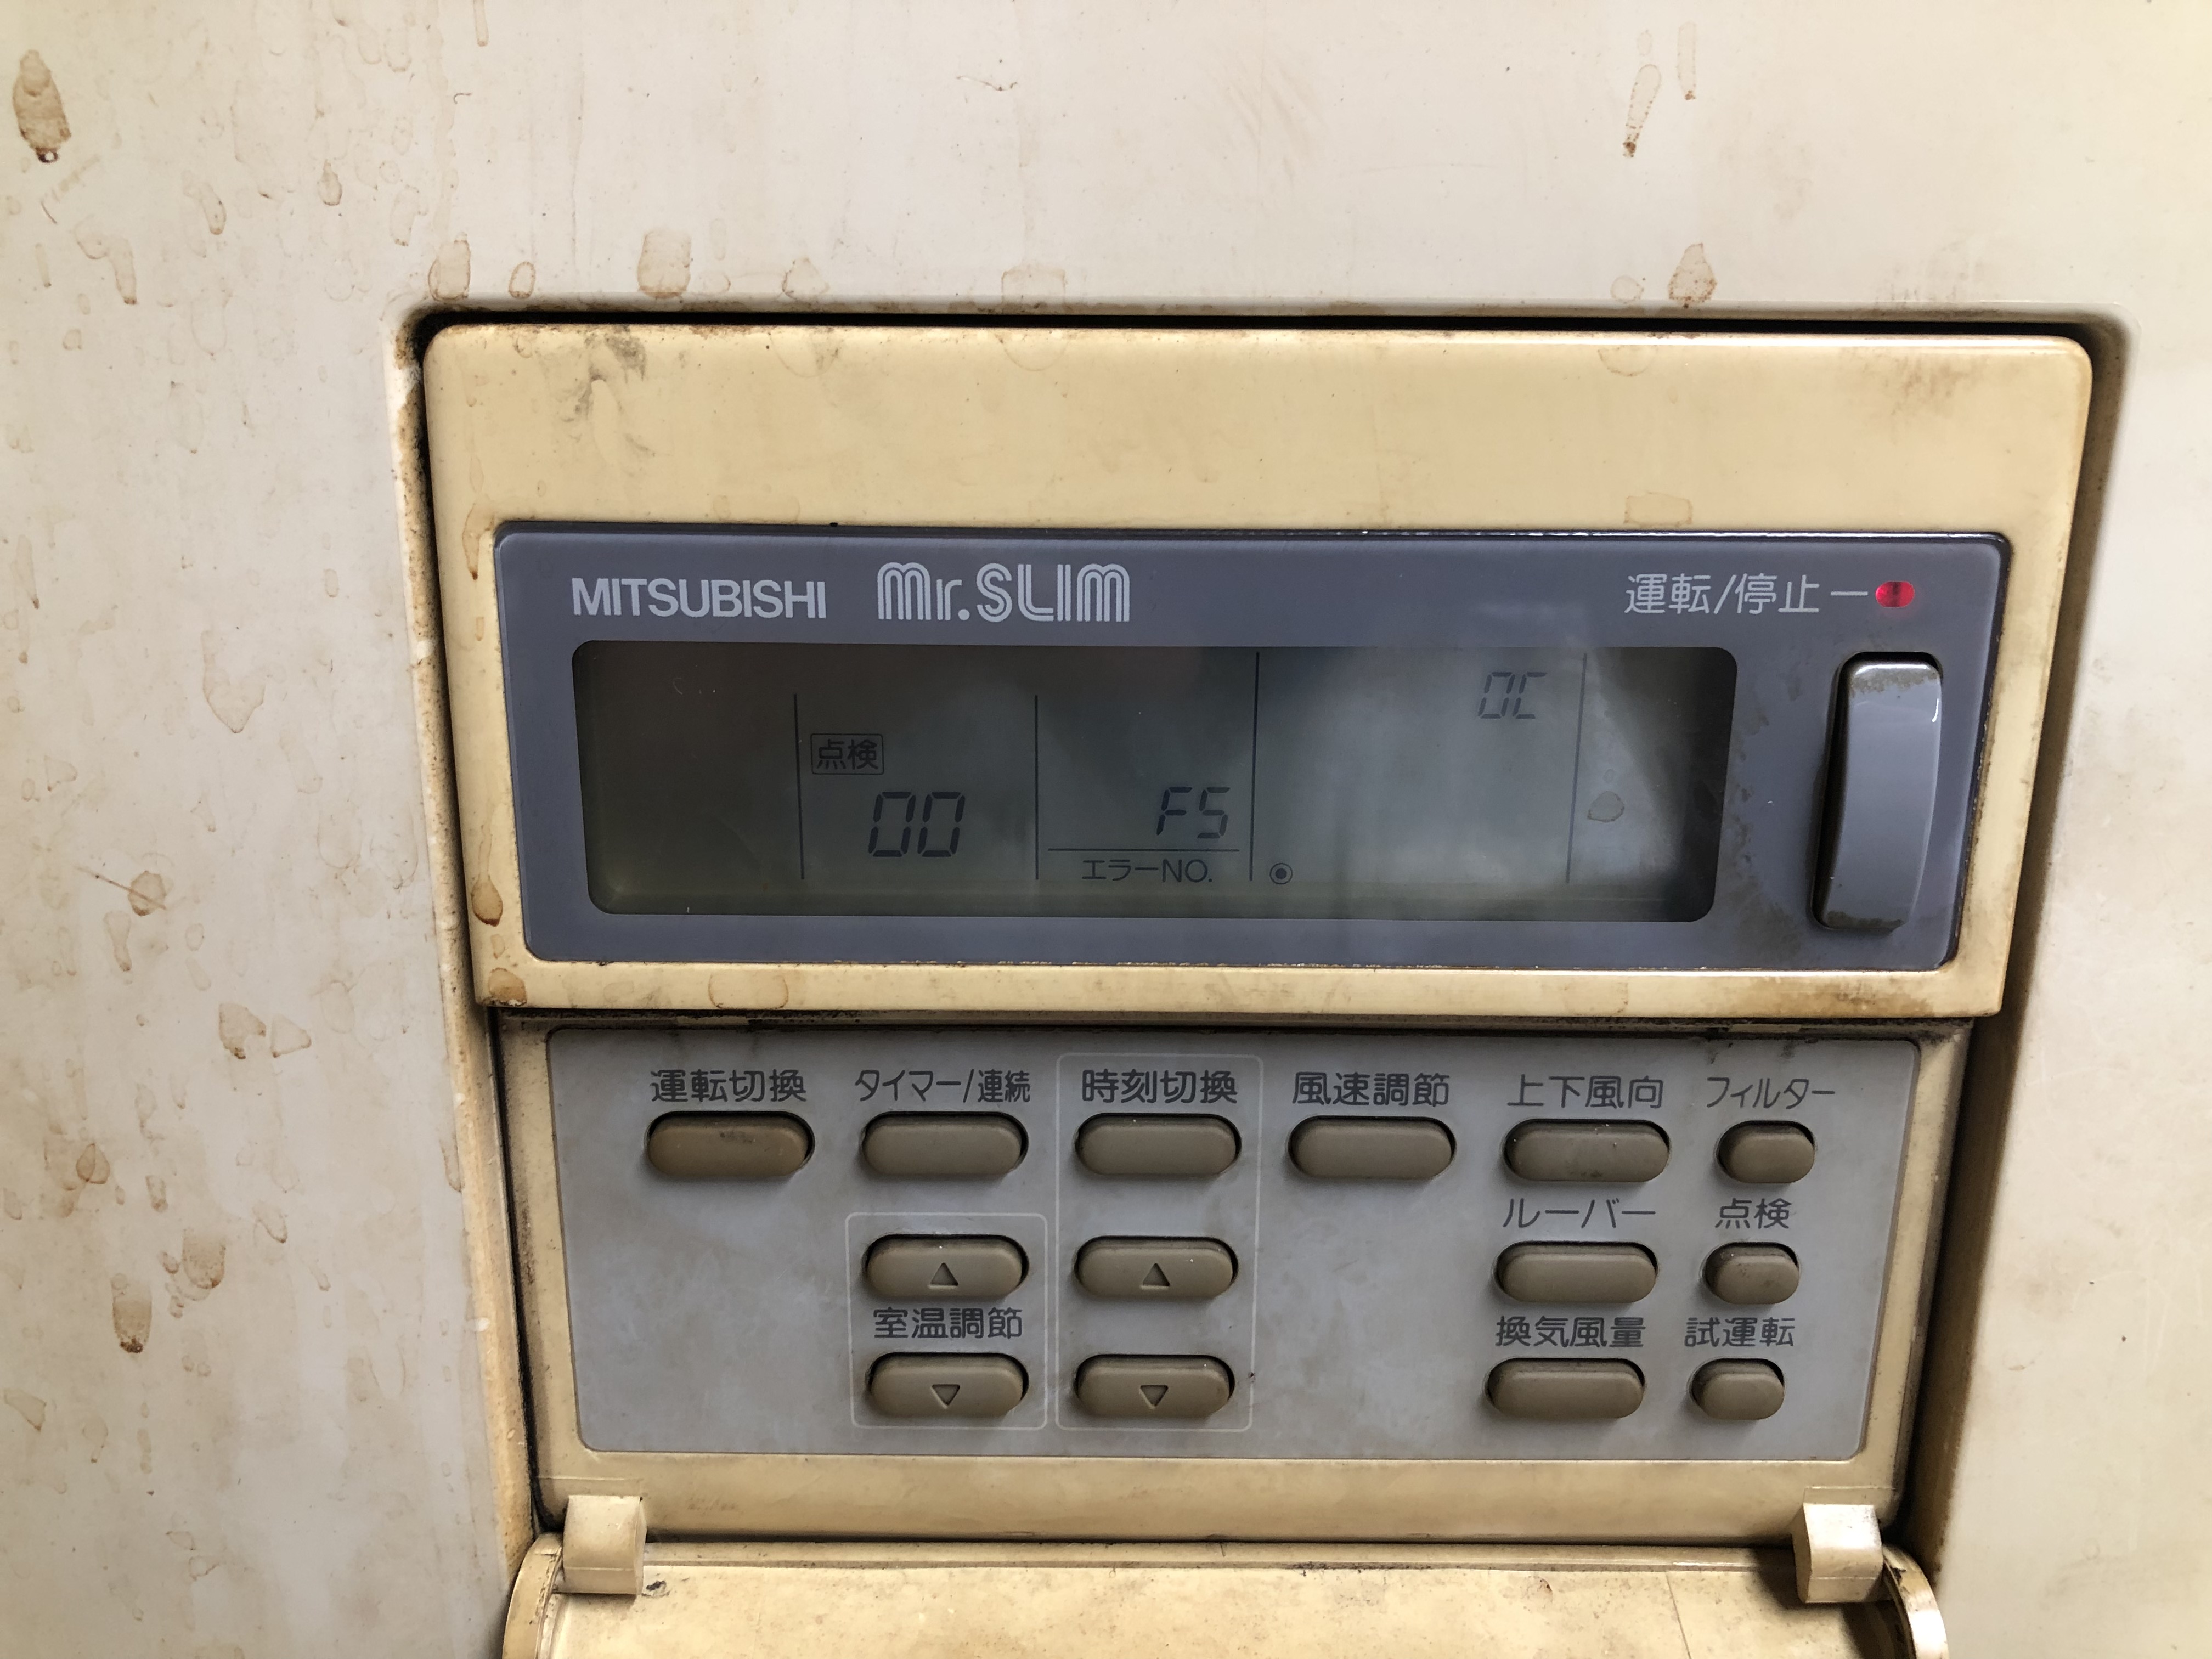 MITSUBISHI Mr.SLIM
運転/停止
0C
点検
00
F5
エラーNO.
運転切換 タイマー/連続 時刻切換 風速調節 上下風向 フィルター
ルーバー 点検
室温調節 換気風量 試運転